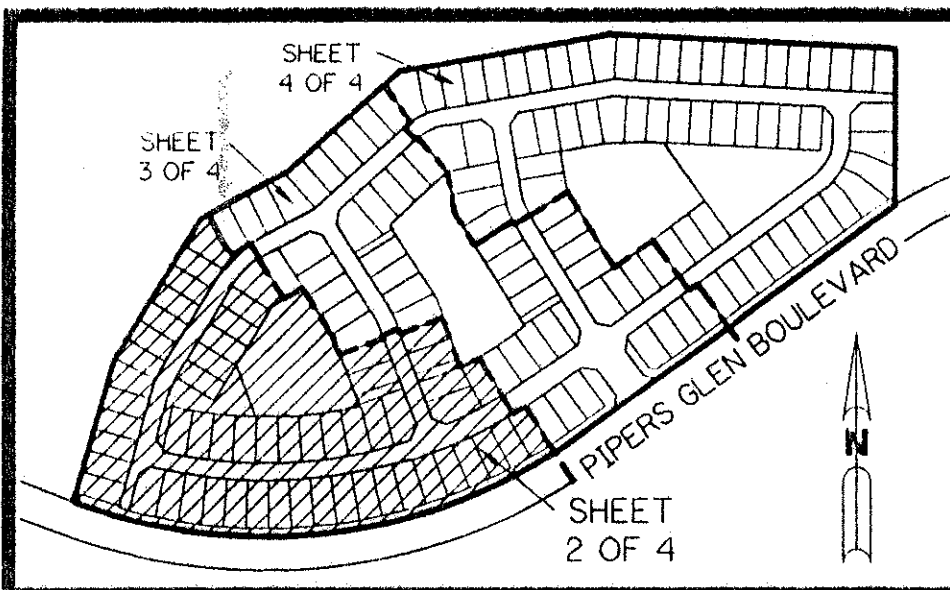 SHEET
4 OF 4
SHEET
3 OF 4
PIPERS GLEN BOULEVARD
N
SHEET
2 OF 4